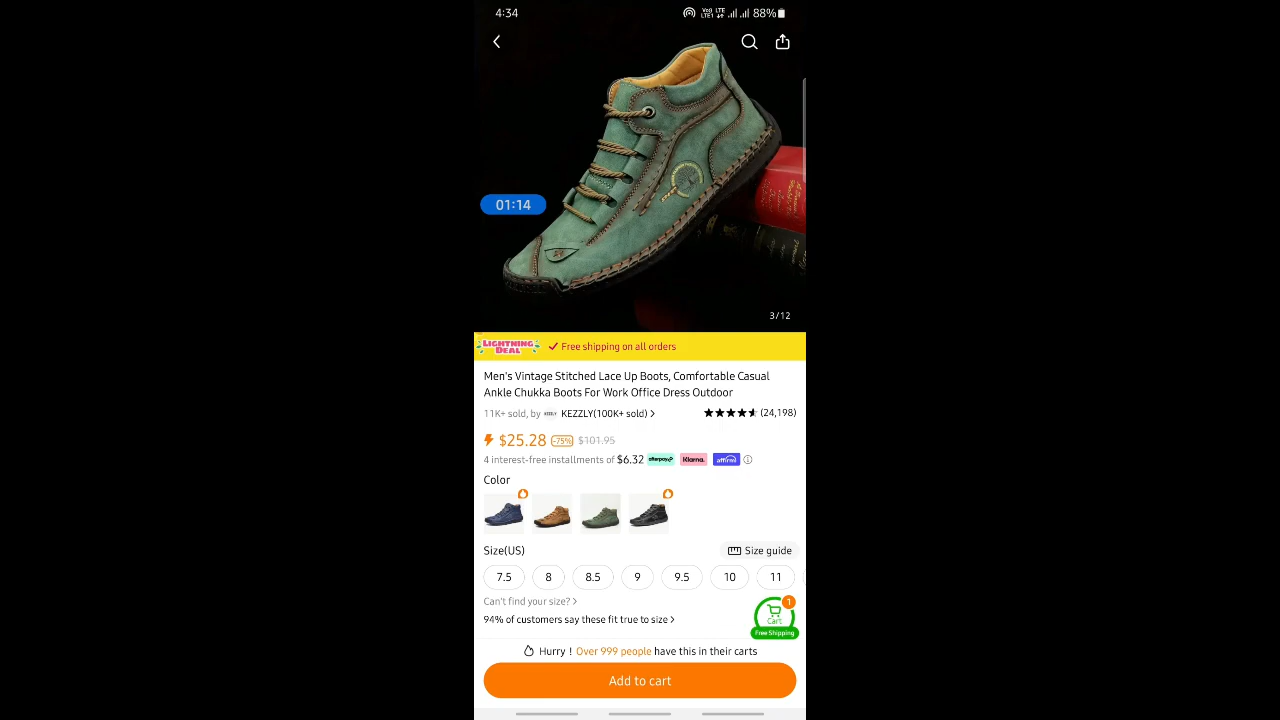 4:34
Vo9 LTE1 LTE 88%
01:14
3/12
LIGHTNING DEAL Free shipping on all orders
Men's Vintage Stitched Lace Up Boots, Comfortable Casual
Ankle Chukka Boots For Work Office Dress Outdoor
11K+ sold, by KEZZLY(100K+ sold) > (24,198)
$25.28 -75% $101.95
4 interest-free installments of $6.32 afterpay Klarna. affirm
Color
Size(US) Size guide
7.5 8 8.5 9 9.5 10 11
Can't find your size? >
94% of customers say these fit true to size >
1
Cart
Free Shipping
Hurry ! Over 999 people have this in their carts
Add to cart